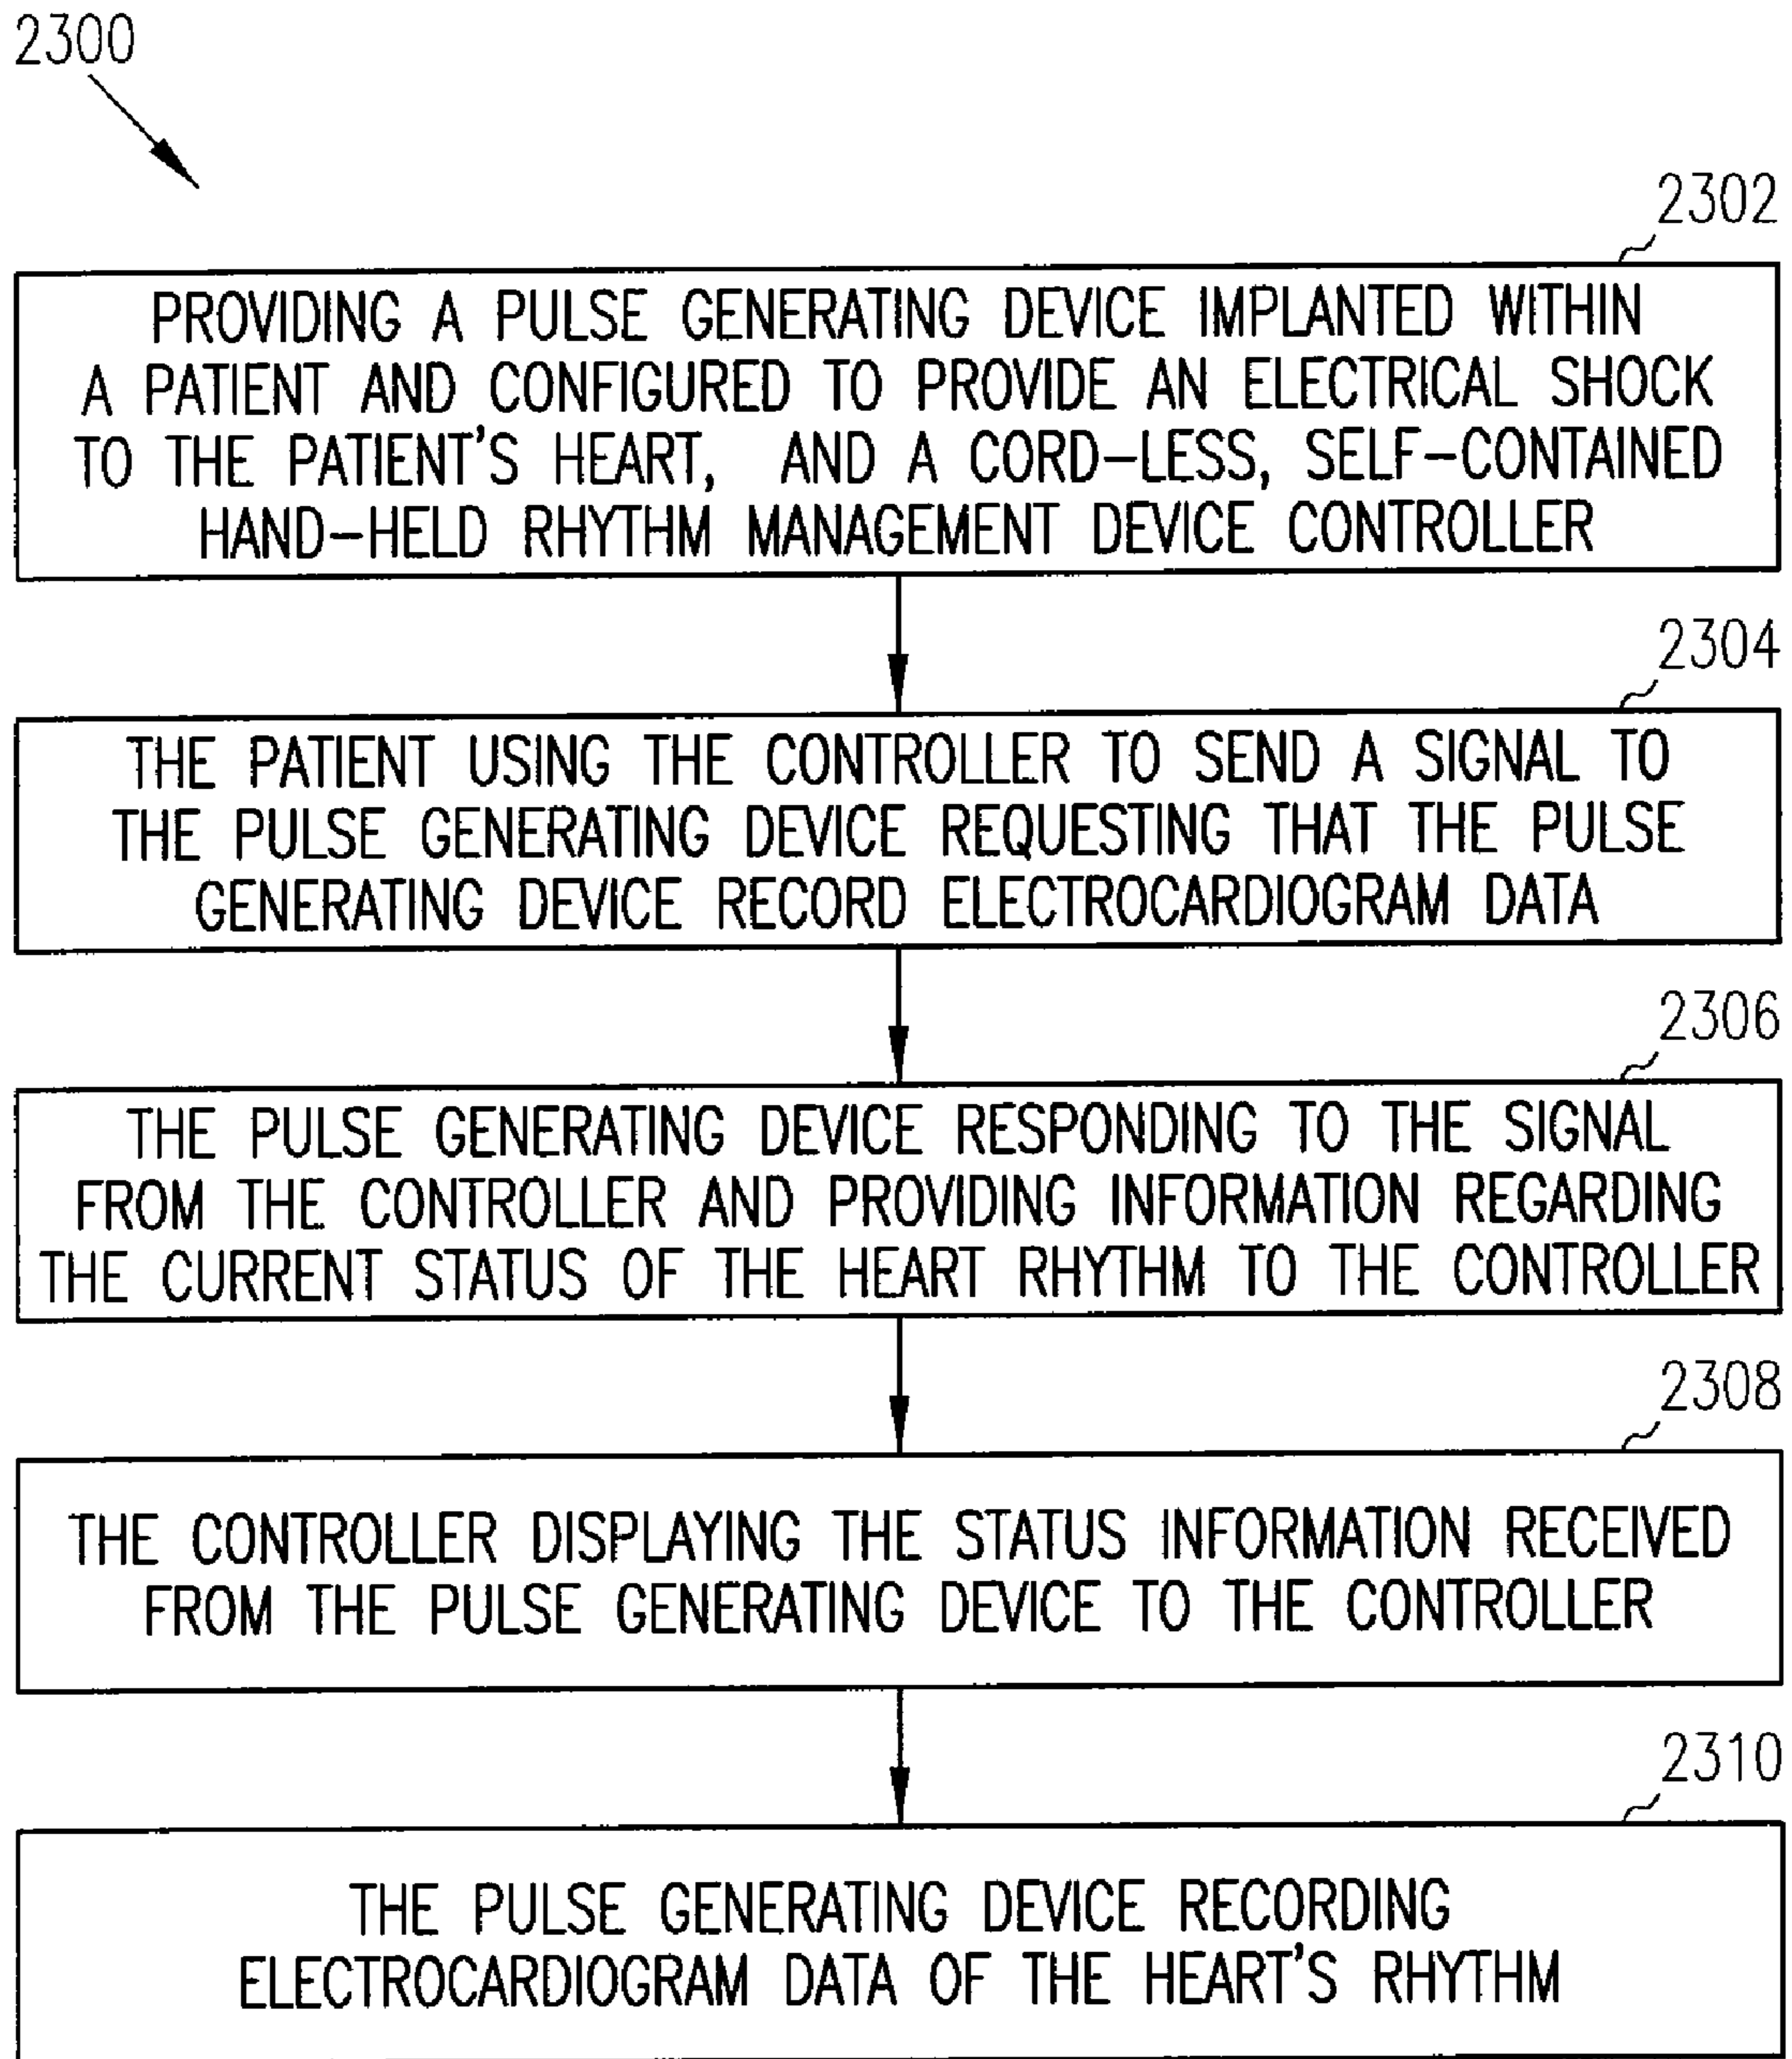 2300
2302
PROVIDING A PULSE GENERATING DEVICE IMPLANTED WITHIN
A PATIENT AND CONFIGURED TO PROVIDE AN ELECTRICAL SHOCK
TO THE PATIENT'S HEART, AND A CORD-LESS, SELF-CONTAINED
HAND-HELD RHYTHM MANAGEMENT DEVICE CONTROLLER
2304
THE PATIENT USING THE CONTROLLER TO SEND A SIGNAL TO
THE PULSE GENERATING DEVICE REQUESTING THAT THE PULSE
GENERATING DEVICE RECORD ELECTROCARDIOGRAM DATA
2306
THE PULSE GENERATING DEVICE RESPONDING TO THE SIGNAL
FROM THE CONTROLLER AND PROVIDING INFORMATION REGARDING
THE CURRENT STATUS OF THE HEART RHYTHM TO THE CONTROLLER
2308
THE CONTROLLER DISPLAYING THE STATUS INFORMATION RECEIVED
FROM THE PULSE GENERATING DEVICE TO THE CONTROLLER
2310
THE PULSE GENERATING DEVICE RECORDING
ELECTROCARDIOGRAM DATA OF THE HEART'S RHYTHM